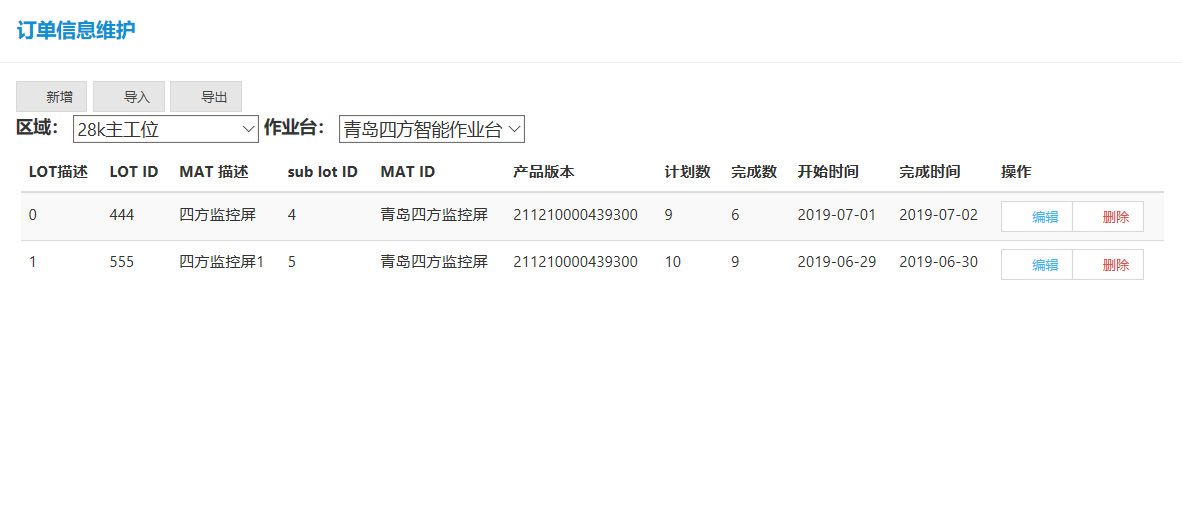 订单信息维护
新增 导入 导出
区域： 28k主工位 作业台： 青岛四方智能作业台
LOT描述 LOT ID MAT 描述 sub lot ID MAT ID 产品版本 计划数 完成数 开始时间 完成时间 操作
0 444 四方监控屏 4 青岛四方监控屏 211210000439300 9 6 2019-07-01 2019-07-02 编辑 删除
1 555 四方监控屏1 5 青岛四方监控屏 211210000439300 10 9 2019-06-29 2019-06-30 编辑 删除